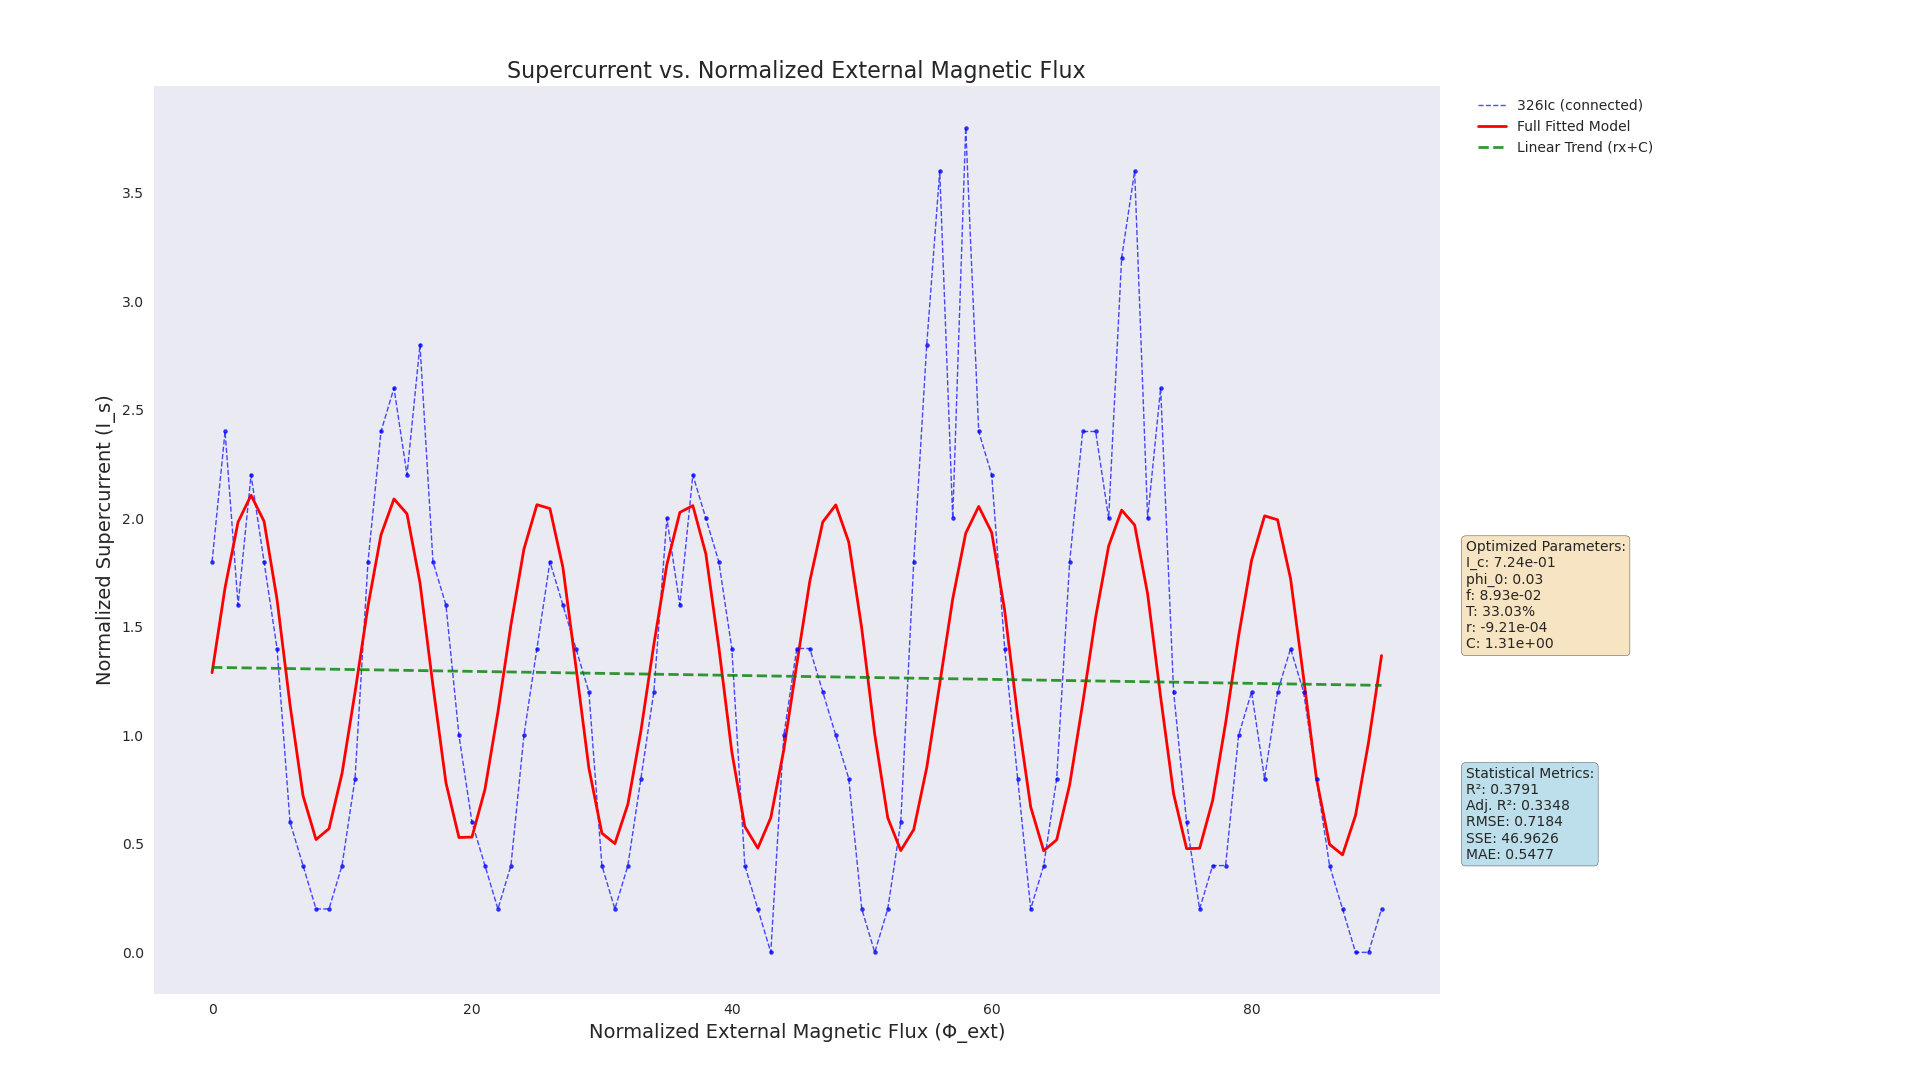 Supercurrent vs. Normalized External Magnetic Flux
326Ic (connected)
Full Fitted Model
Linear Trend (rx+C)
Normalized Supercurrent (I_s)
3.5
3.0
2.5
2.0
1.5
1.0
0.5
0.0
0 20 40 60 80
Normalized External Magnetic Flux (Φ_ext)
Optimized Parameters:
I_c: 7.24e-01
phi_0: 0.03
f: 8.93e-02
T: 33.03%
r: -9.21e-04
C: 1.31e+00
Statistical Metrics:
R²: 0.3791
Adj. R²: 0.3348
RMSE: 0.7184
SSE: 46.9626
MAE: 0.5477